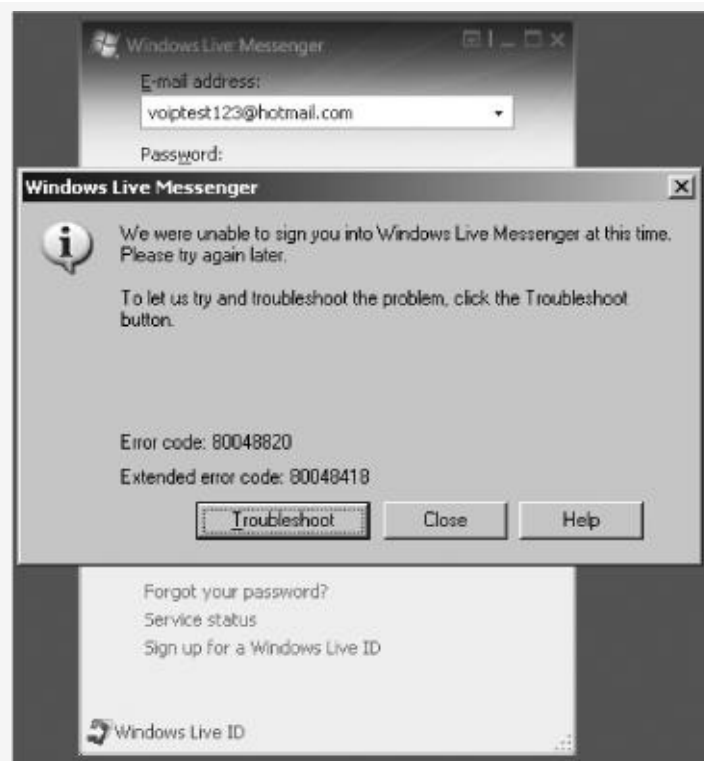 Windows Live Messenger
E-mail address:
voiptest123@hotmail.com
Password:
Windows Live Messenger
We were unable to sign you into Windows Live Messenger at this time.
Please try again later.
To let us try and troubleshoot the problem, click the Troubleshoot
button.
Error code: 80048820
Extended error code: 80048418
Troubleshoot Close Help
Forgot your password?
Service status
Sign up for a Windows Live ID
Windows Live ID